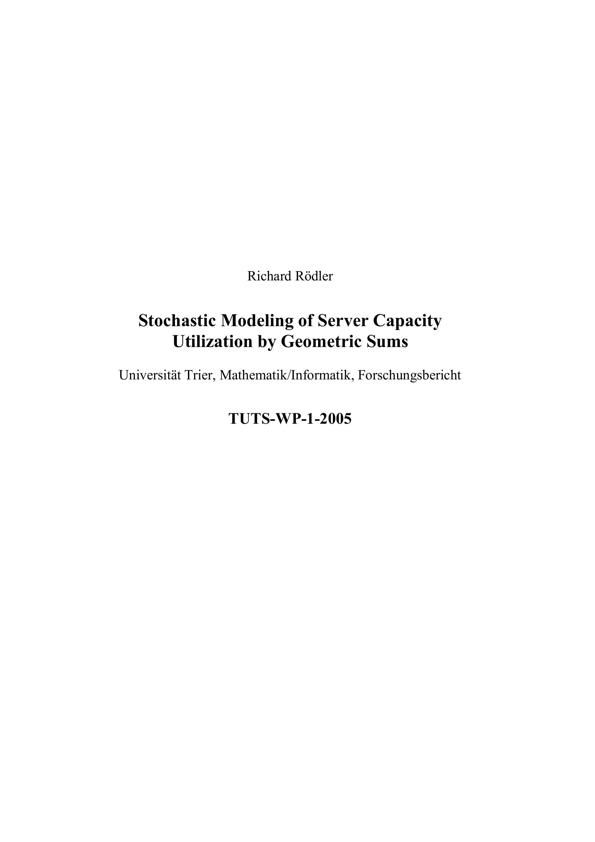 Richard Rödler
Stochastic Modeling of Server Capacity
Utilization by Geometric Sums
Universität Trier, Mathematik/Informatik, Forschungsbericht
TUTS-WP-1-2005